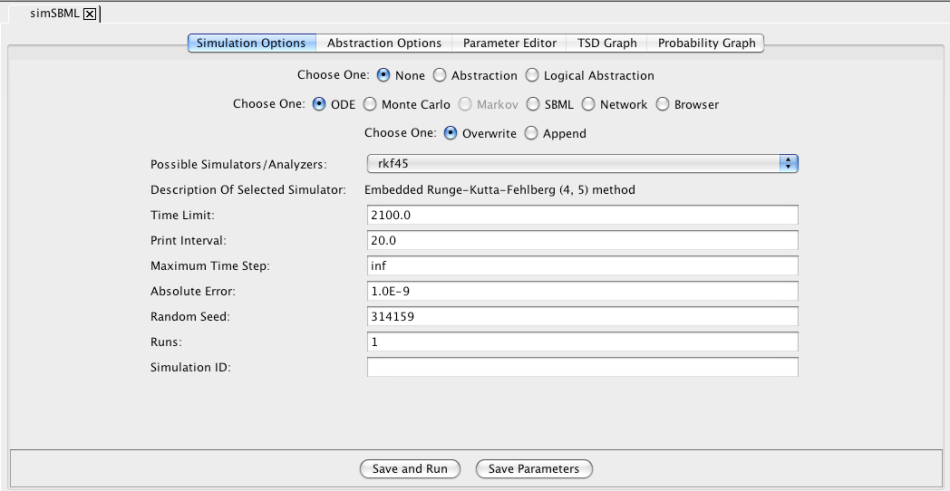 simSBML
Simulation Options Abstraction Options Parameter Editor TSD Graph Probability Graph
Choose One: None Abstraction Logical Abstraction
Choose One: ODE Monte Carlo Markov SBML Network Browser
Choose One: Overwrite Append
Possible Simulators/Analyzers: rkf45
Description Of Selected Simulator: Embedded Runge-Kutta-Fehlberg (4, 5) method
Time Limit: 2100.0
Print Interval: 20.0
Maximum Time Step: inf
Absolute Error: 1.0E-9
Random Seed: 314159
Runs: 1
Simulation ID:
Save and Run Save Parameters